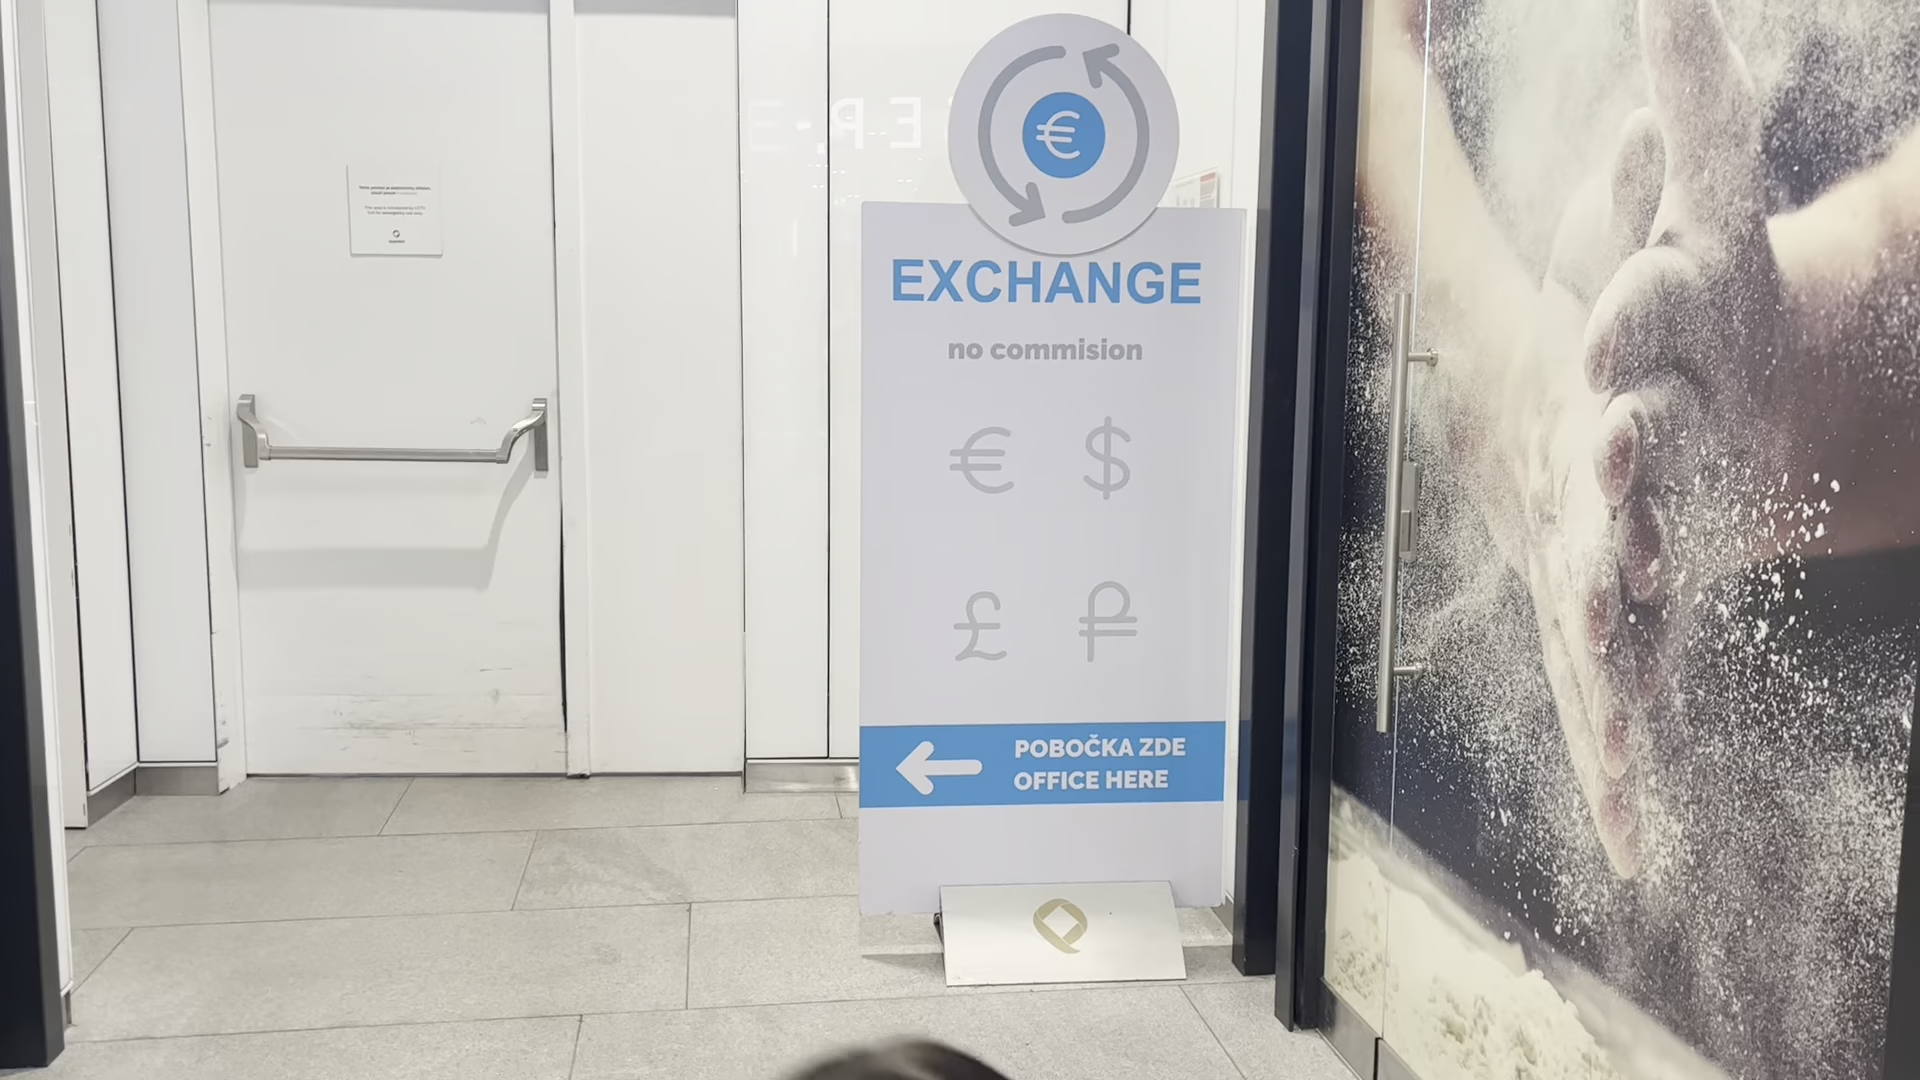 EXCHANGE
no commision
€ $
£ ₽
POBOČKA ZDE
OFFICE HERE